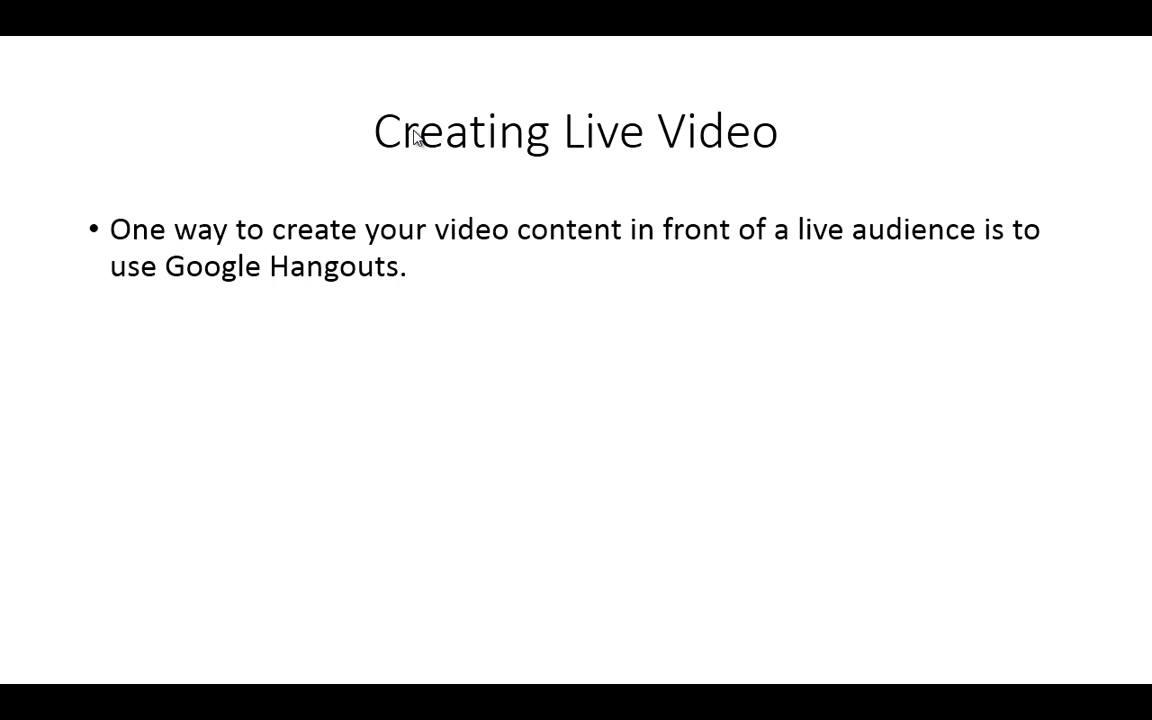 Creating Live Video
• One way to create your video content in front of a live audience is to
use Google Hangouts.